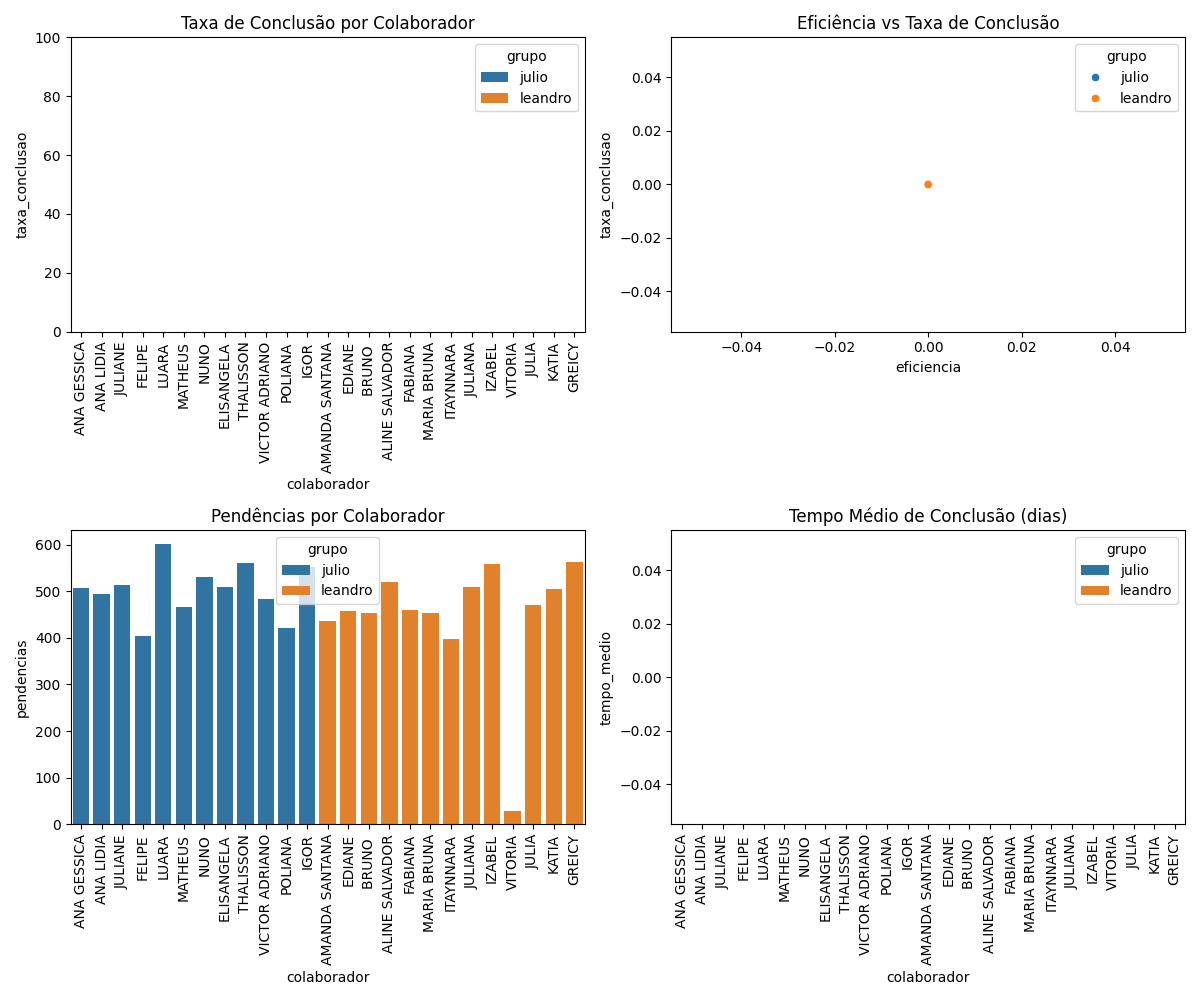 Taxa de Conclusão por Colaborador
taxa_conclusao
100
80
60
40
20
0
grupo
julio
leandro
ANA GESSICA
ANA LIDIA
JULIANE
FELIPE
LUARA
MATHEUS
NUNO
ELISANGELA
THALISSON
VICTOR ADRIANO
POLIANA
IGOR
AMANDA SANTANA
EDIANE
BRUNO
ALINE SALVADOR
FABIANA
MARIA BRUNA
ITAYNNARA
JULIANA
IZABEL
VITORIA
JULIA
KATIA
GREICY
colaborador
Eficiência vs Taxa de Conclusão
taxa_conclusao
0.04
0.02
0.00
−0.02
−0.04
grupo
julio
leandro
−0.04
−0.02
0.00
0.02
0.04
eficiencia
Pendências por Colaborador
pendencias
600
500
400
300
200
100
0
grupo
julio
leandro
ANA GESSICA
ANA LIDIA
JULIANE
FELIPE
LUARA
MATHEUS
NUNO
ELISANGELA
THALISSON
VICTOR ADRIANO
POLIANA
IGOR
AMANDA SANTANA
EDIANE
BRUNO
ALINE SALVADOR
FABIANA
MARIA BRUNA
ITAYNNARA
JULIANA
IZABEL
VITORIA
JULIA
KATIA
GREICY
colaborador
Tempo Médio de Conclusão (dias)
tempo_medio
0.04
0.02
0.00
−0.02
−0.04
grupo
julio
leandro
ANA GESSICA
ANA LIDIA
JULIANE
FELIPE
LUARA
MATHEUS
NUNO
ELISANGELA
THALISSON
VICTOR ADRIANO
POLIANA
IGOR
AMANDA SANTANA
EDIANE
BRUNO
ALINE SALVADOR
FABIANA
MARIA BRUNA
ITAYNNARA
JULIANA
IZABEL
VITORIA
JULIA
KATIA
GREICY
colaborador